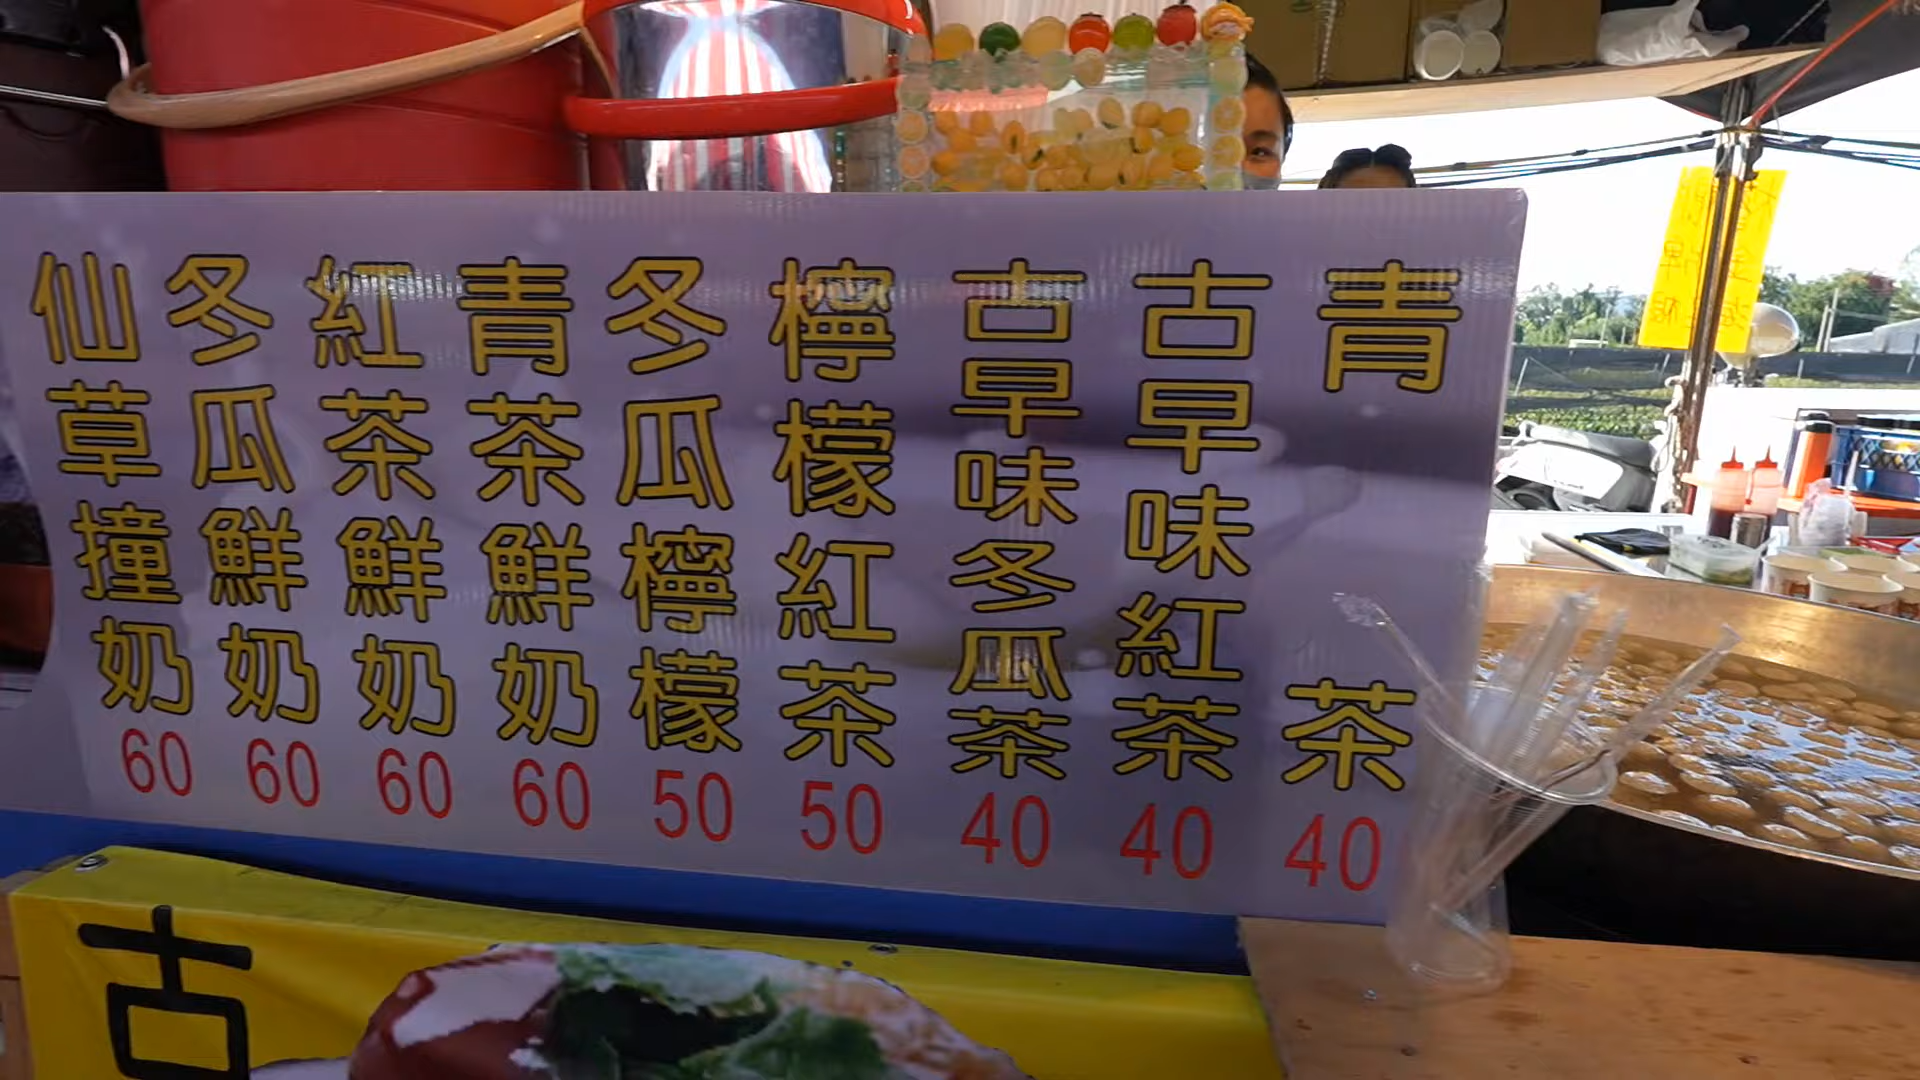 青茶 40
古早味紅茶 40
古早味冬瓜茶 40
檸檬紅茶 50
冬瓜檸檬 50
青茶鮮奶 60
紅茶鮮奶 60
冬瓜鮮奶 60
仙草撞奶 60
古